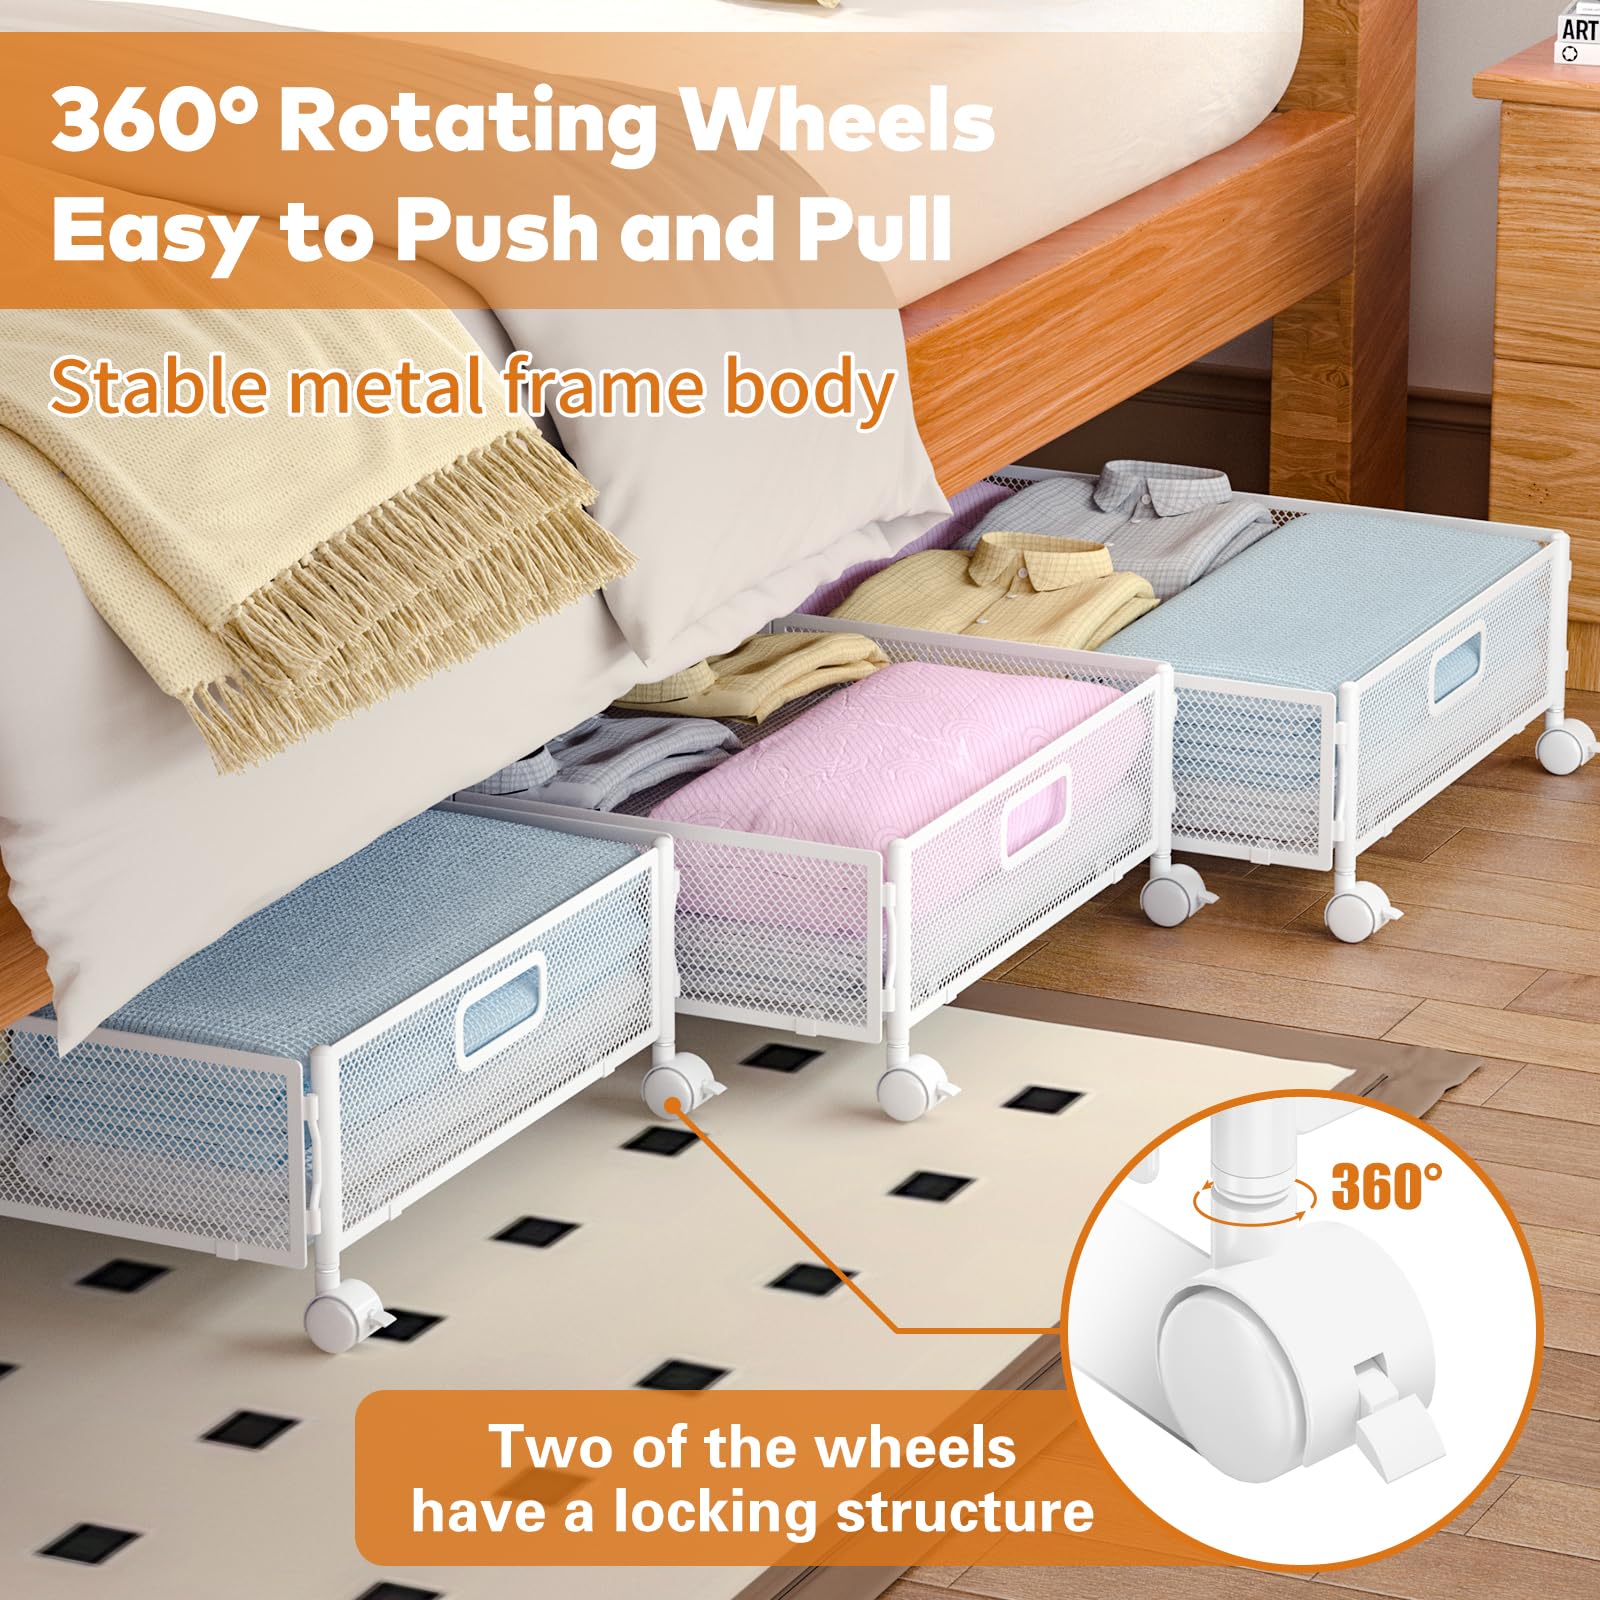 360° Rotating Wheels
Easy to Push and Pull
Stable metal frame body
ART
360°
Two of the wheels
have a locking structure